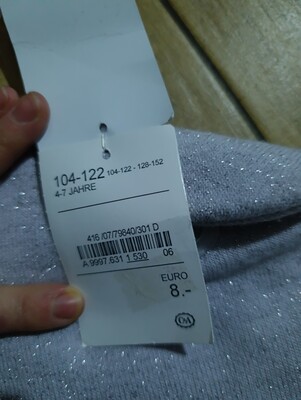 104-122 104-122 - 128-152
4-7 JAHRE
416 /07/79840/301 D
A 9997.631 1.530 06
EURO
8.-
C&A